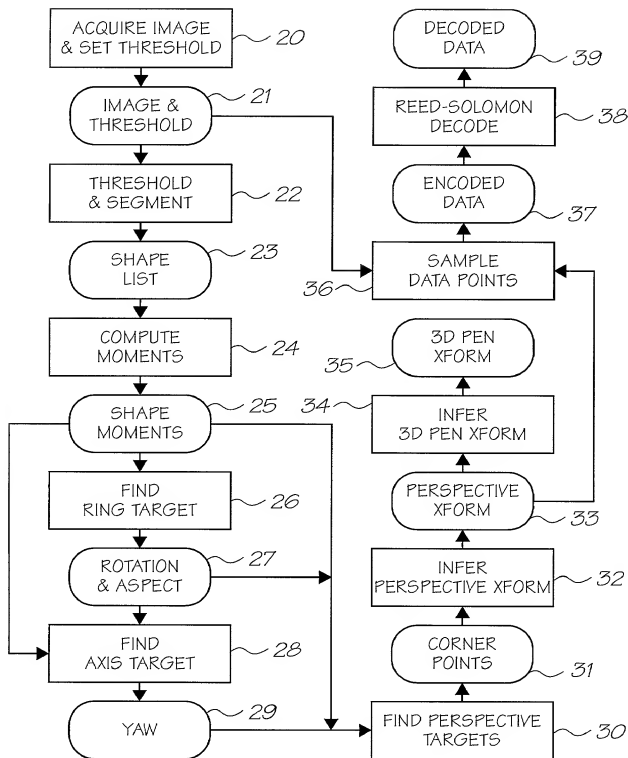 ACQUIRE IMAGE
& SET THRESHOLD
20
IMAGE &
THRESHOLD
21
THRESHOLD
& SEGMENT
22
SHAPE
LIST
23
COMPUTE
MOMENTS
24
SHAPE
MOMENTS
25
FIND
RING TARGET
26
ROTATION
& ASPECT
27
FIND
AXIS TARGET
28
YAW
29
FIND PERSPECTIVE
TARGETS
30
CORNER
POINTS
31
INFER
PERSPECTIVE XFORM
32
PERSPECTIVE
XFORM
33
INFER
3D PEN XFORM
34
3D PEN
XFORM
35
SAMPLE
DATA POINTS
36
ENCODED
DATA
37
REED-SOLOMON
DECODE
38
DECODED
DATA
39